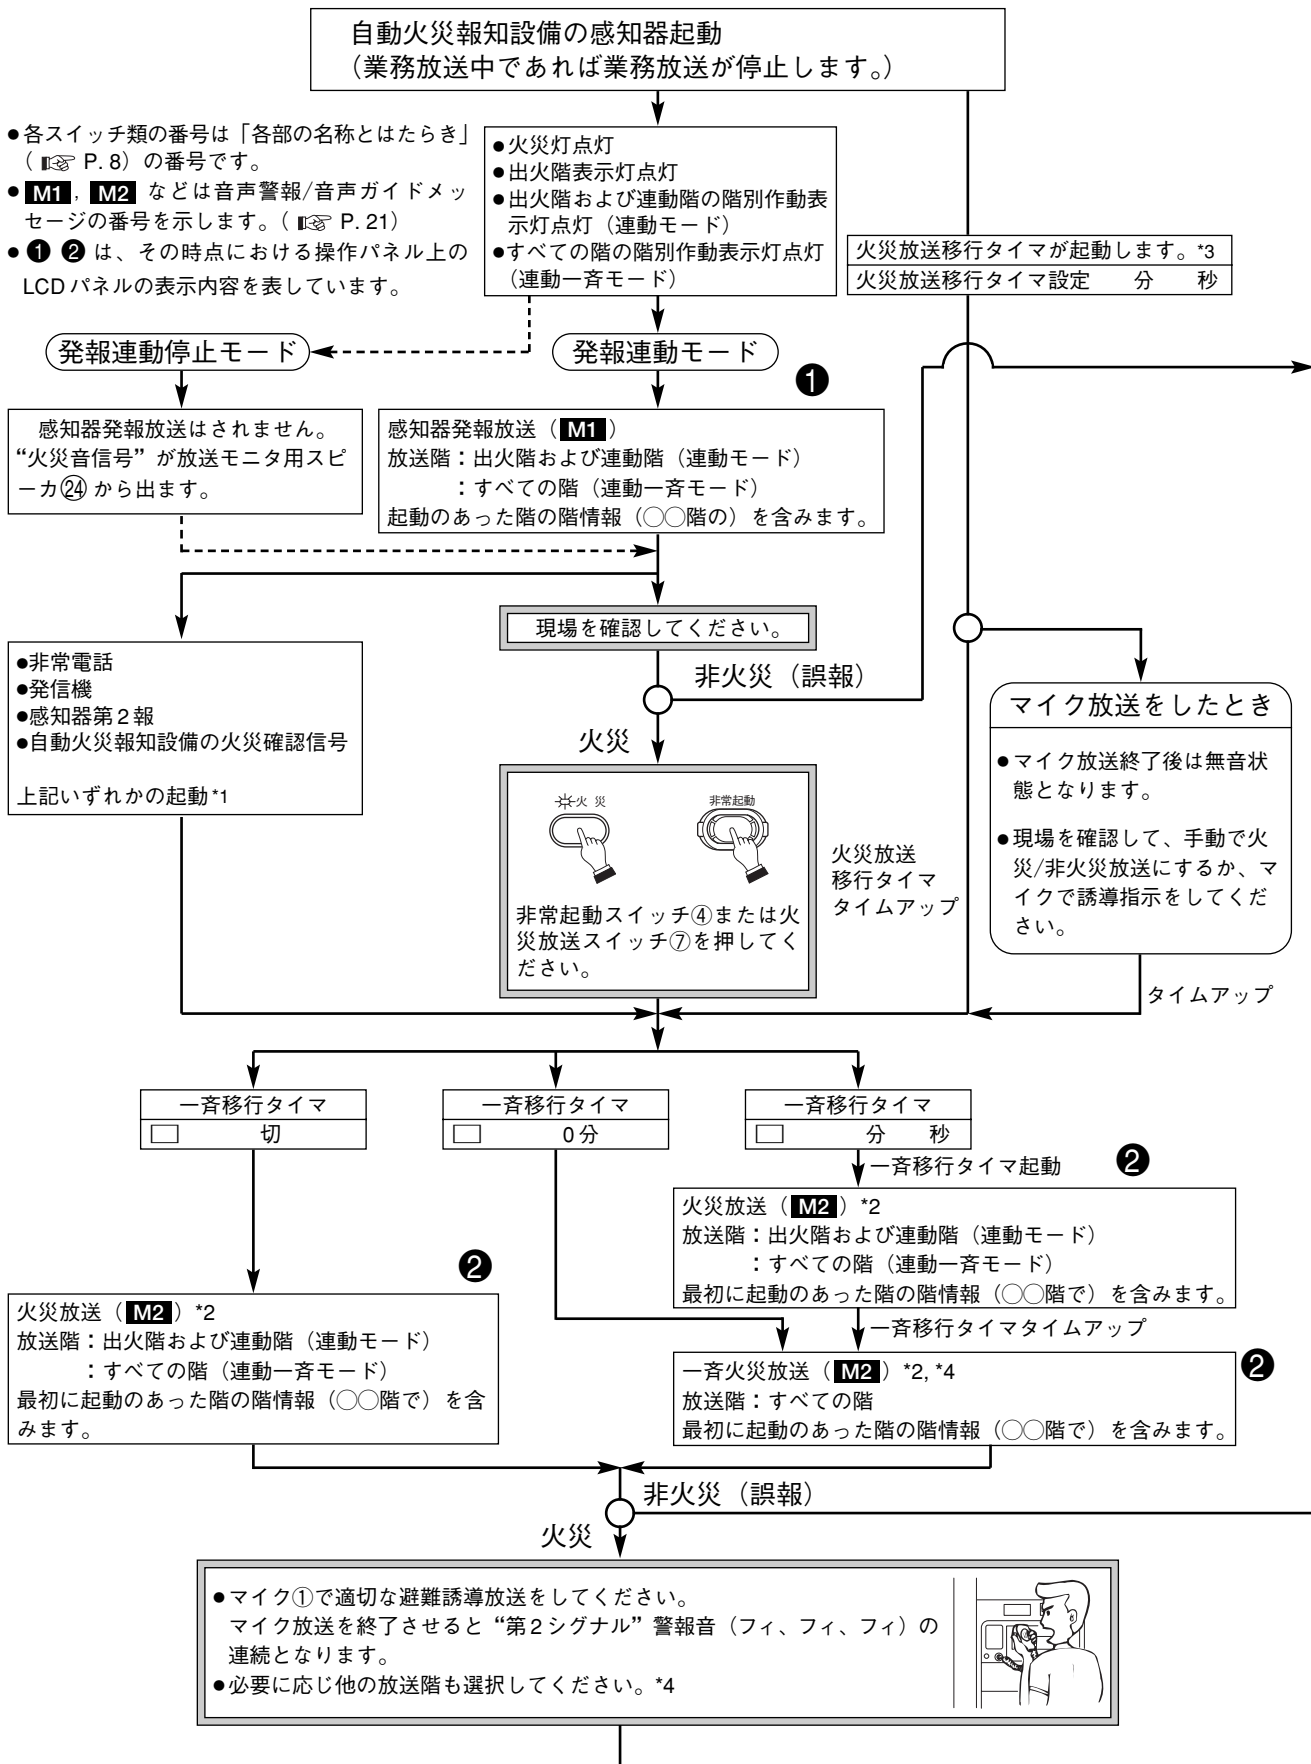 自動火災報知設備の感知器起動
（業務放送中であれば業務放送が停止します。）
●各スイッチ類の番号は「各部の名称とはたらき」
（☞ P. 8）の番号です。
●M1, M2 などは音声警報/音声ガイドメッ
セージの番号を示します。（☞ P. 21）
●❶ ❷ は、その時点における操作パネル上の
LCDパネルの表示内容を表しています。
●火災灯点灯
●出火階表示灯点灯
●出火階および連動階の階別作動表
示灯点灯（連動モード）
●すべての階の階別作動表示灯点灯
（連動一斉モード）
火災放送移行タイマが起動します。*3
火災放送移行タイマ設定　分　秒
発報連動停止モード
発報連動モード
❶
感知器発報放送はされません。
“火災音信号”が放送モニタ用スピ
ーカ㉔から出ます。
感知器発報放送（M1）
放送階：出火階および連動階（連動モード）
：すべての階（連動一斉モード）
起動のあった階の階情報（○○階の）を含みます。
現場を確認してください。
非火災（誤報）
火災
●非常電話
●発信機
●感知器第2報
●自動火災報知設備の火災確認信号
上記いずれかの起動*1
火 災
非常起動
非常起動スイッチ④または火
災放送スイッチ⑦を押してく
ださい。
火災放送
移行タイマ
タイムアップ
マイク放送をしたとき
●マイク放送終了後は無音状
態となります。
●現場を確認して、手動で火
災/非火災放送にするか、マ
イクで誘導指示をしてくだ
さい。
タイムアップ
一斉移行タイマ
□　切
一斉移行タイマ
□　0分
一斉移行タイマ
□　分　秒
一斉移行タイマ起動
❷
火災放送（M2）*2
放送階：出火階および連動階（連動モード）
：すべての階（連動一斉モード）
最初に起動のあった階の階情報（○○階で）を含みます。
一斉移行タイマタイムアップ
❷
火災放送（M2）*2
放送階：出火階および連動階（連動モード）
：すべての階（連動一斉モード）
最初に起動のあった階の階情報（○○階で）を含
みます。
❷
一斉火災放送（M2）*2, *4
放送階：すべての階
最初に起動のあった階の階情報（○○階で）を含みます。
非火災（誤報）
火災
●マイク①で適切な避難誘導放送をしてください。
マイク放送を終了させると“第2シグナル”警報音（フィ、フィ、フィ）の
連続となります。
●必要に応じ他の放送階も選択してください。*4